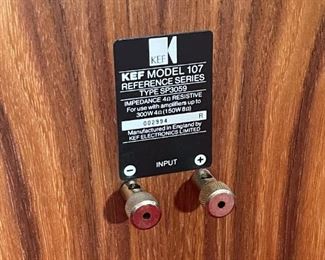 KEF
KEF MODEL 107
REFERENCE SERIES
TYPE SP3059
IMPEDANCE 4Ω RESISTIVE
For use with amplifiers up to
300W 4Ω (150W 8Ω)
002994 R
Manufactured in England by
KEF ELECTRONICS LIMITED
- INPUT +